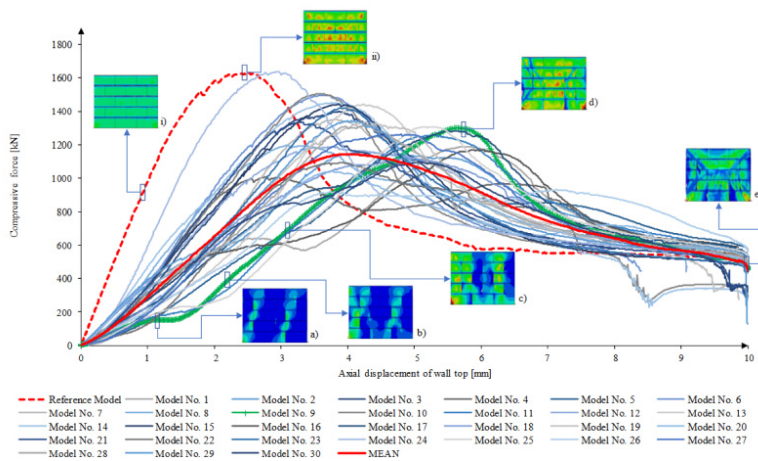 1800
1600
1400
1200
1000
800
600
400
200
0
Compressive force [kN]
0 1 2 3 4 5 6 7 8 9 10
Axial displacement of wall top [mm]
i)
ii)
a)
b)
c)
d)
e
Reference Model Model No. 1 Model No. 2 Model No. 3 Model No. 4 Model No. 5 Model No. 6
Model No. 7 Model No. 8 Model No. 9 Model No. 10 Model No. 11 Model No. 12 Model No. 13
Model No. 14 Model No. 15 Model No. 16 Model No. 17 Model No. 18 Model No. 19 Model No. 20
Model No. 21 Model No. 22 Model No. 23 Model No. 24 Model No. 25 Model No. 26 Model No. 27
Model No. 28 Model No. 29 Model No. 30 MEAN